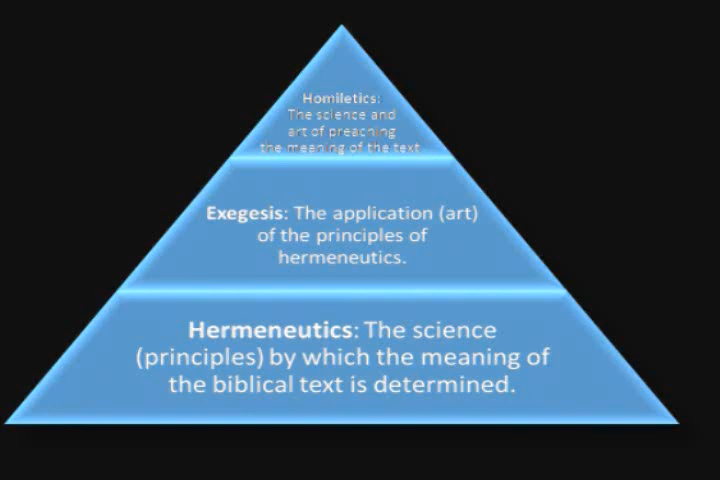 Homiletics:
The science and
art of preaching
the meaning of the text
Exegesis: The application (art)
of the principles of
hermeneutics.
Hermeneutics: The science
(principles) by which the meaning of
the biblical text is determined.